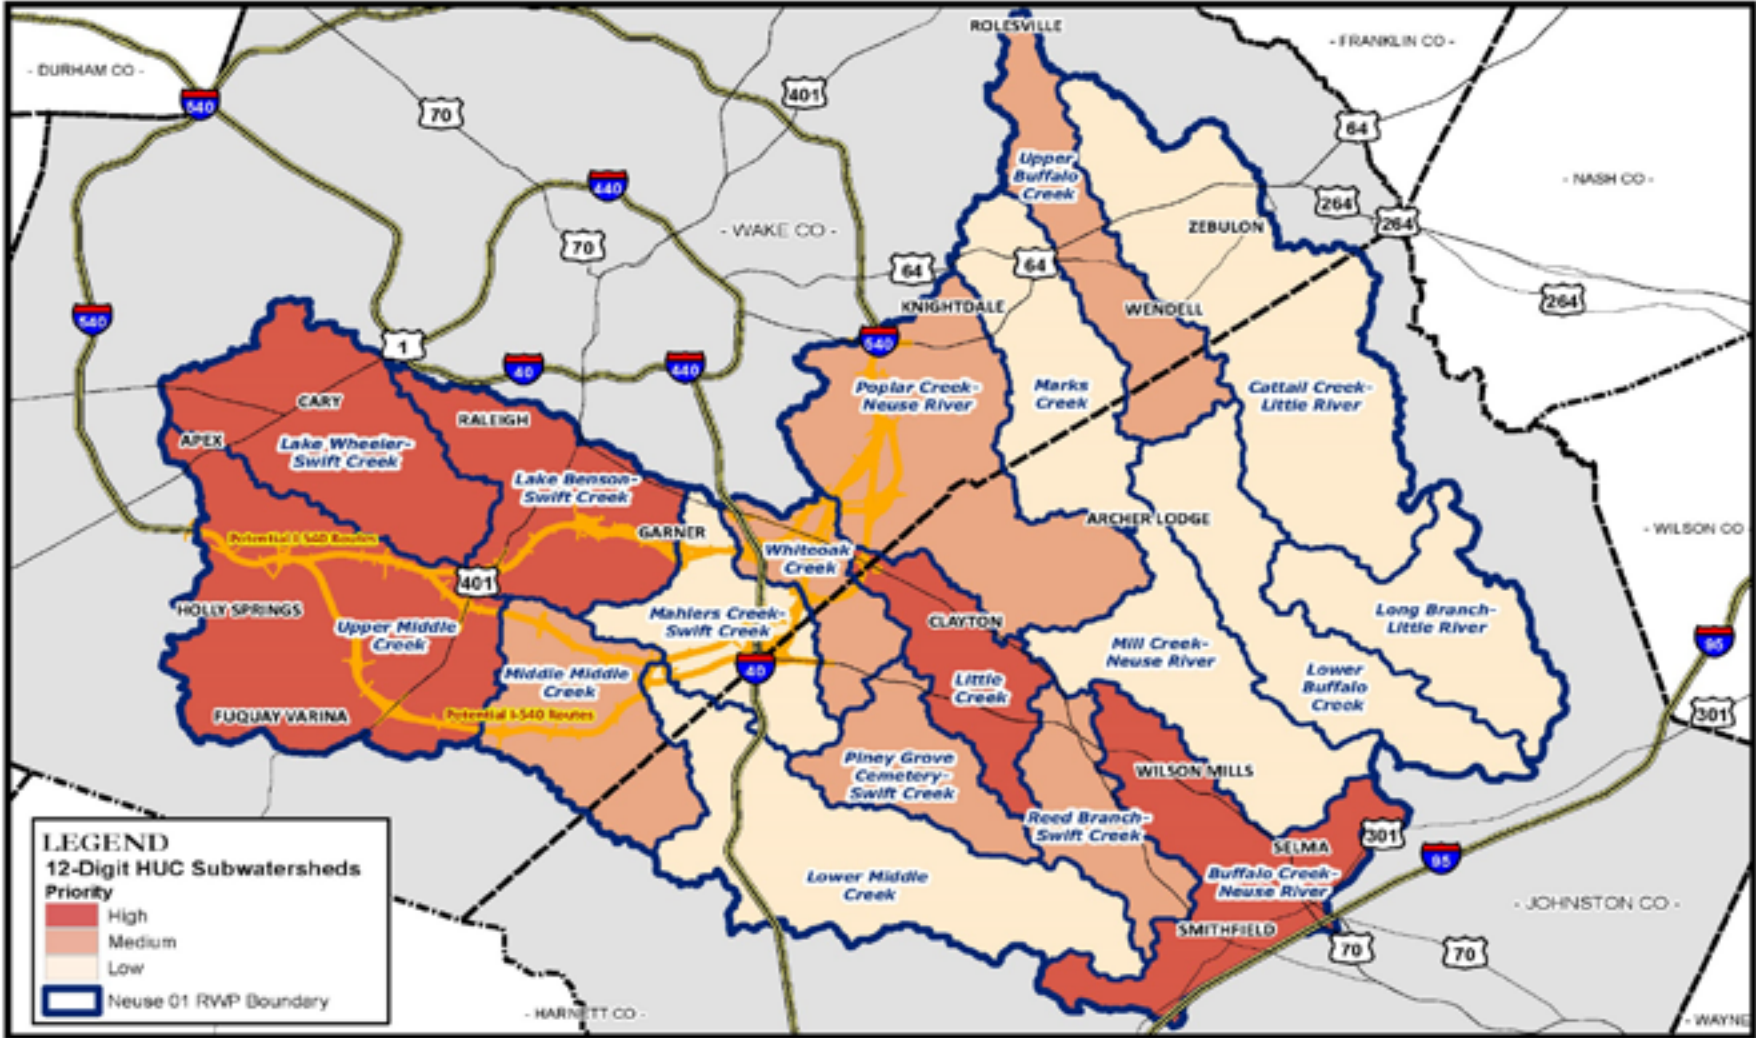 ROLESVILLE
- FRANKLIN CO -
- DURHAM CO -
540
70
401
64
440
Upper
Buffalo
Creek
- NASH CO -
264
264
- WAKE CO -
70
ZEBULON
64
64
264
KNIGHTDALE
WENDELL
540
1
540
40
440
Poplar Creek-
Neuse River
Marks
Creek
Cattail Creek-
Little River
CARY
RALEIGH
APEX
Lake Wheeler-
Swift Creek
Lake Benson-
Swift Creek
ARCHER LODGE
- WILSON CO
Potential I-540 Routes
GARNER
Whiteoak
Creek
401
HOLLY SPRINGS
Mahlers Creek-
Swift Creek
CLAYTON
Long Branch-
Little River
Upper Middle
Creek
Mill Creek-
Neuse River
95
Middle Middle
Creek
40
Little
Creek
Lower
Buffalo
Creek
FUQUAY VARINA
Potential I-540 Routes
301
Piney Grove
Cemetery-
Swift Creek
WILSON MILLS
Reed Branch-
Swift Creek
301
SELMA
95
Lower Middle
Creek
Buffalo Creek-
Neuse River
- JOHNSTON CO -
SMITHFIELD
70
70
LEGEND
12-Digit HUC Subwatersheds
Priority
High
Medium
Low
Neuse 01 RWP Boundary
- HARNETT CO -
- WAYNE